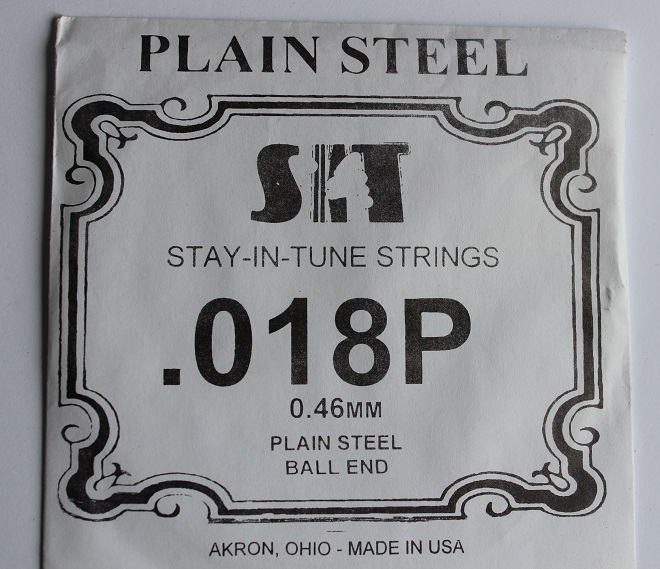 PLAIN STEEL
SIT
STAY-IN-TUNE STRINGS
.018P
0.46MM
PLAIN STEEL
BALL END
AKRON, OHIO - MADE IN USA